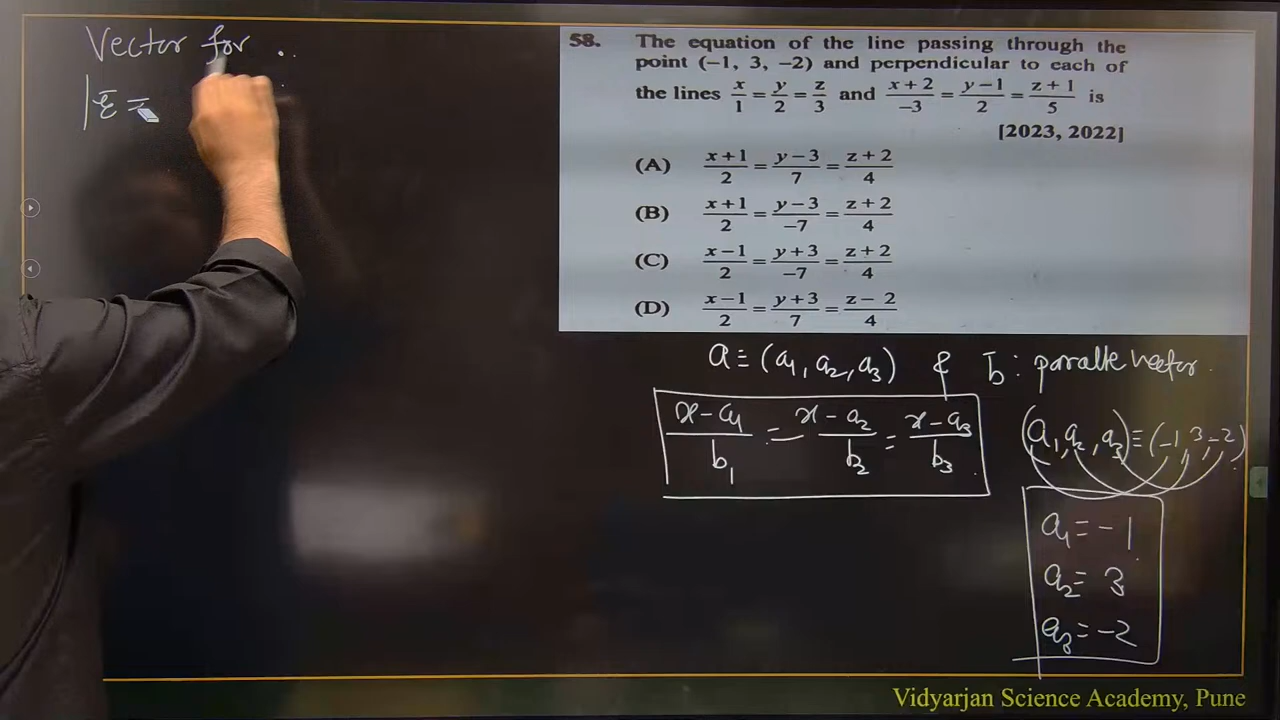 Vector for
r̄ =
58. The equation of the line passing through the
point (−1, 3, −2) and perpendicular to each of
the lines x/1 = y/2 = z/3 and x+2/−3 = y−1/2 = z+1/5 is
[2023, 2022]
(A) x+1/2 = y−3/7 = z+2/4
(B) x+1/2 = y−3/−7 = z+2/4
(C) x−1/2 = y+3/−7 = z+2/4
(D) x−1/2 = y+3/7 = z−2/4
a ≡ (a₁, a₂, a₃) & b̄ : paralle vector.
x−a₁/b₁ = x−a₂/b₂ = x−a₃/b₃
(a₁, a₂, a₃) ≡ (−1, 3, −2)
a₁ = −1
a₂ = 3
a₃ = −2
Vidyarjan Science Academy, Pune